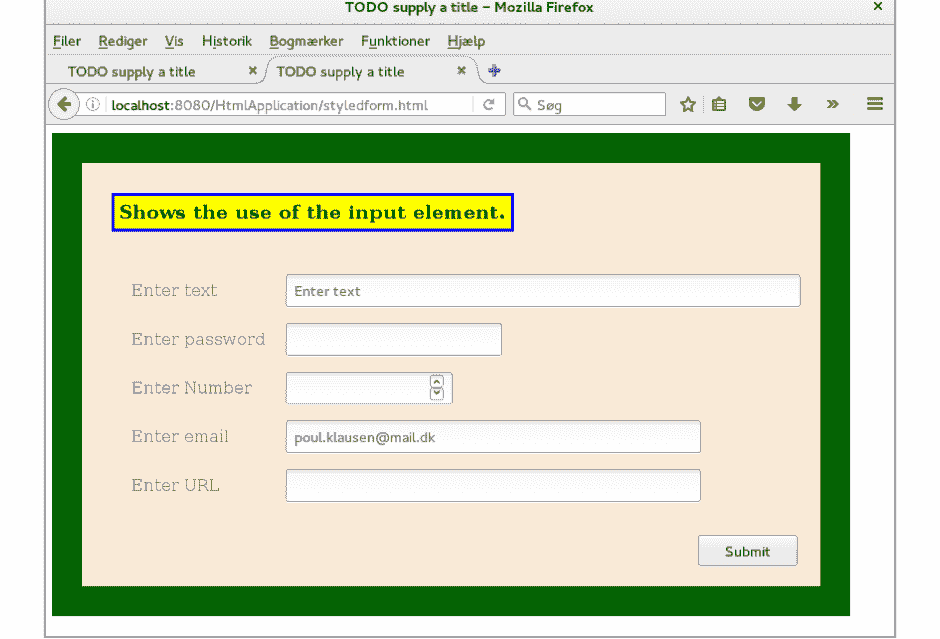 TODO supply a title – Mozilla Firefox
Filer Rediger Vis Historik Bogmærker Funktioner Hjælp
TODO supply a title TODO supply a title
localhost:8080/HtmlApplication/styledform.html Søg
Shows the use of the input element.
Enter text Enter text
Enter password
Enter Number
Enter email poul.klausen@mail.dk
Enter URL
Submit